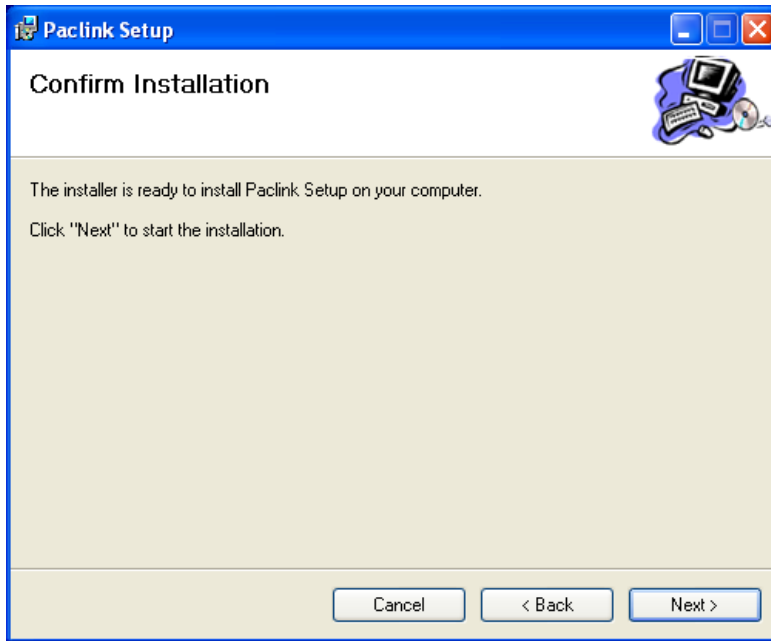 Paclink Setup
Confirm Installation
The installer is ready to install Paclink Setup on your computer.
Click "Next" to start the installation.
Cancel
< Back
Next >